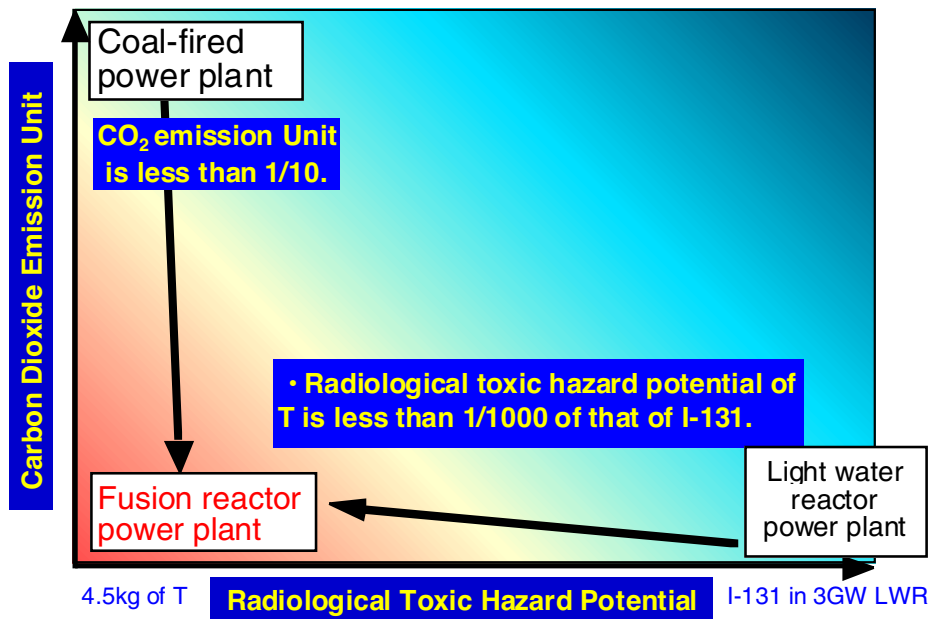 Coal-fired
power plant
CO₂ emission Unit
is less than 1/10.
Carbon Dioxide Emission Unit
・Radiological toxic hazard potential of
T is less than 1/1000 of that of I-131.
Light water
reactor
power plant
Fusion reactor
power plant
4.5kg of T
Radiological Toxic Hazard Potential
I-131 in 3GW LWR